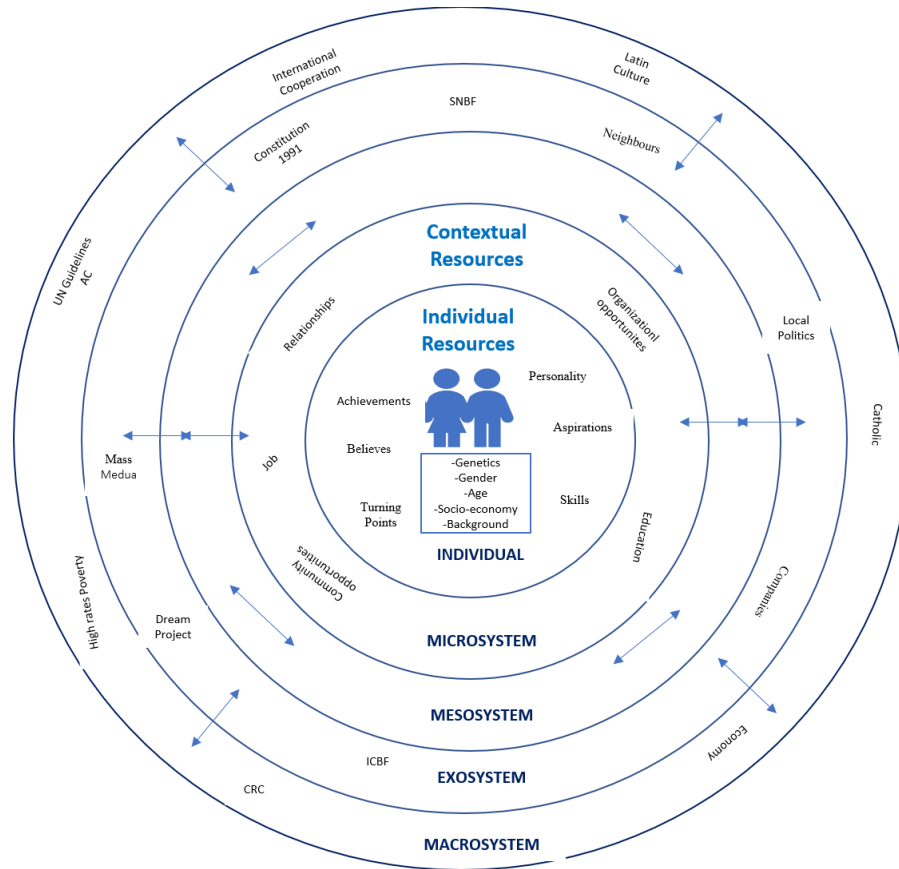 International
Cooperation
Latin
Culture
SNBF
Constitution
1991
Neighbours
UN Guidelines
AC
Contextual
Resources
Relationships
Organizationl
opportunites
Local
Politics
Individual
Resources
Personality
Achievements
Aspirations
Catholic
Believes
Mass
Medua
Job
-Genetics
-Gender
-Age
-Socio-economy
-Background
Skills
Turning
Points
Education
INDIVIDUAL
Community
opportunities
Companics
High rates Poverty
Dream
Project
MICROSYSTEM
MESOSYSTEM
Economy
ICBF
EXOSYSTEM
CRC
MACROSYSTEM